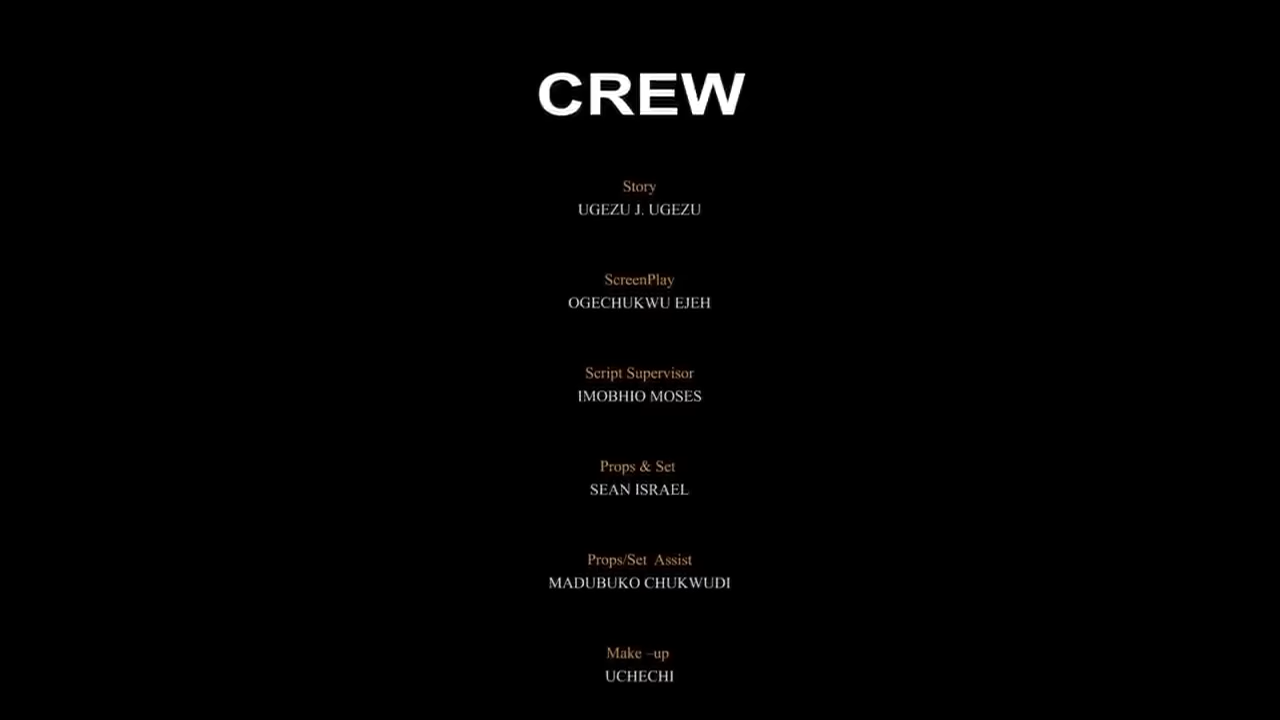 CREW
Story
UGEZU J. UGEZU
ScreenPlay
OGECHUKWU EJEH
Script Supervisor
IMOBHIO MOSES
Props & Set
SEAN ISRAEL
Props/Set  Assist
MADUBUKO CHUKWUDI
Make –up
UCHECHI